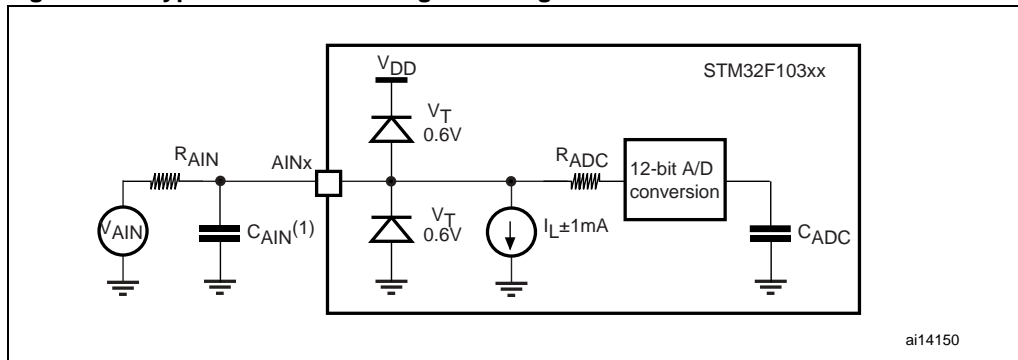 V_DD
STM32F103xx
V_T
0.6V
R_AIN
AINx
R_ADC
12-bit A/D
conversion
V_AIN
C_AIN(1)
V_T
0.6V
I_L±1mA
C_ADC
ai14150